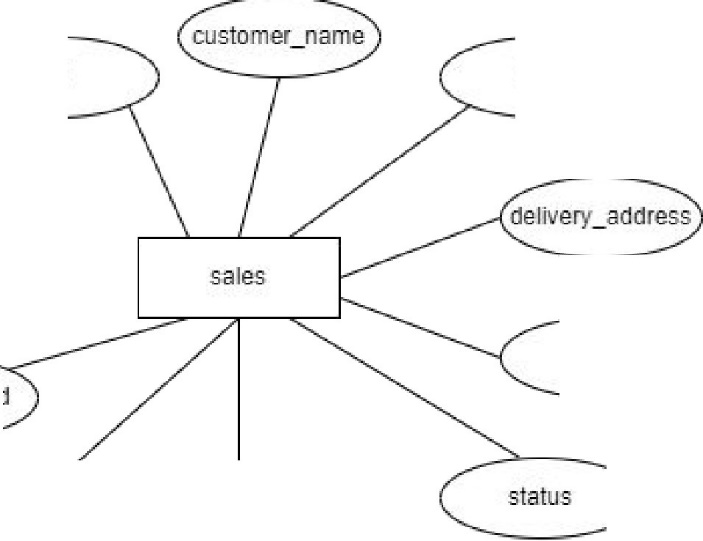 customer_name
delivery_address
sales
d
status